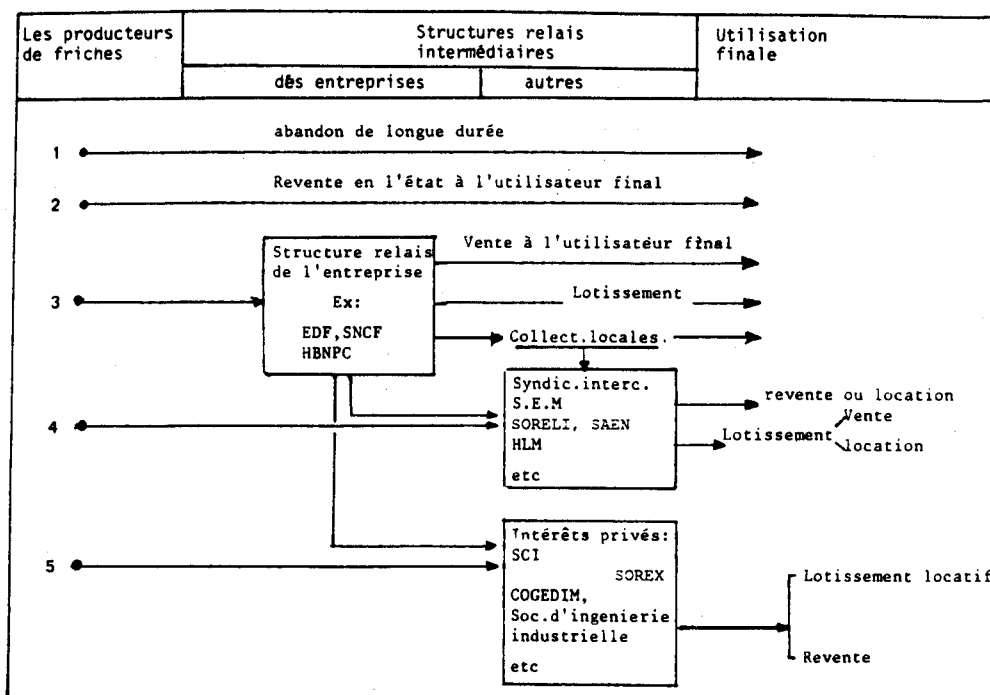 Les producteurs
de friches
Structures relais
intermédiaires
Utilisation
finale
dés entreprises
autres
abandon de longue durée
1
Revente en l'état à l'utilisateur final
2
Structure relais
de l'entreprise
Ex:
EDF,SNCF
HBNPC
Vente à l'utilisateur final
3
Lotissement
Collect.locales.
Syndic.interc.
S.E.M
SORELI, SAEN
HLM
etc
revente ou location
4
Lotissement
Vente
location
Intérêts privés:
SCI
SOREX
COGEDIM,
Soc.d'ingenierie
industrielle
etc
5
Lotissement locatif
Revente